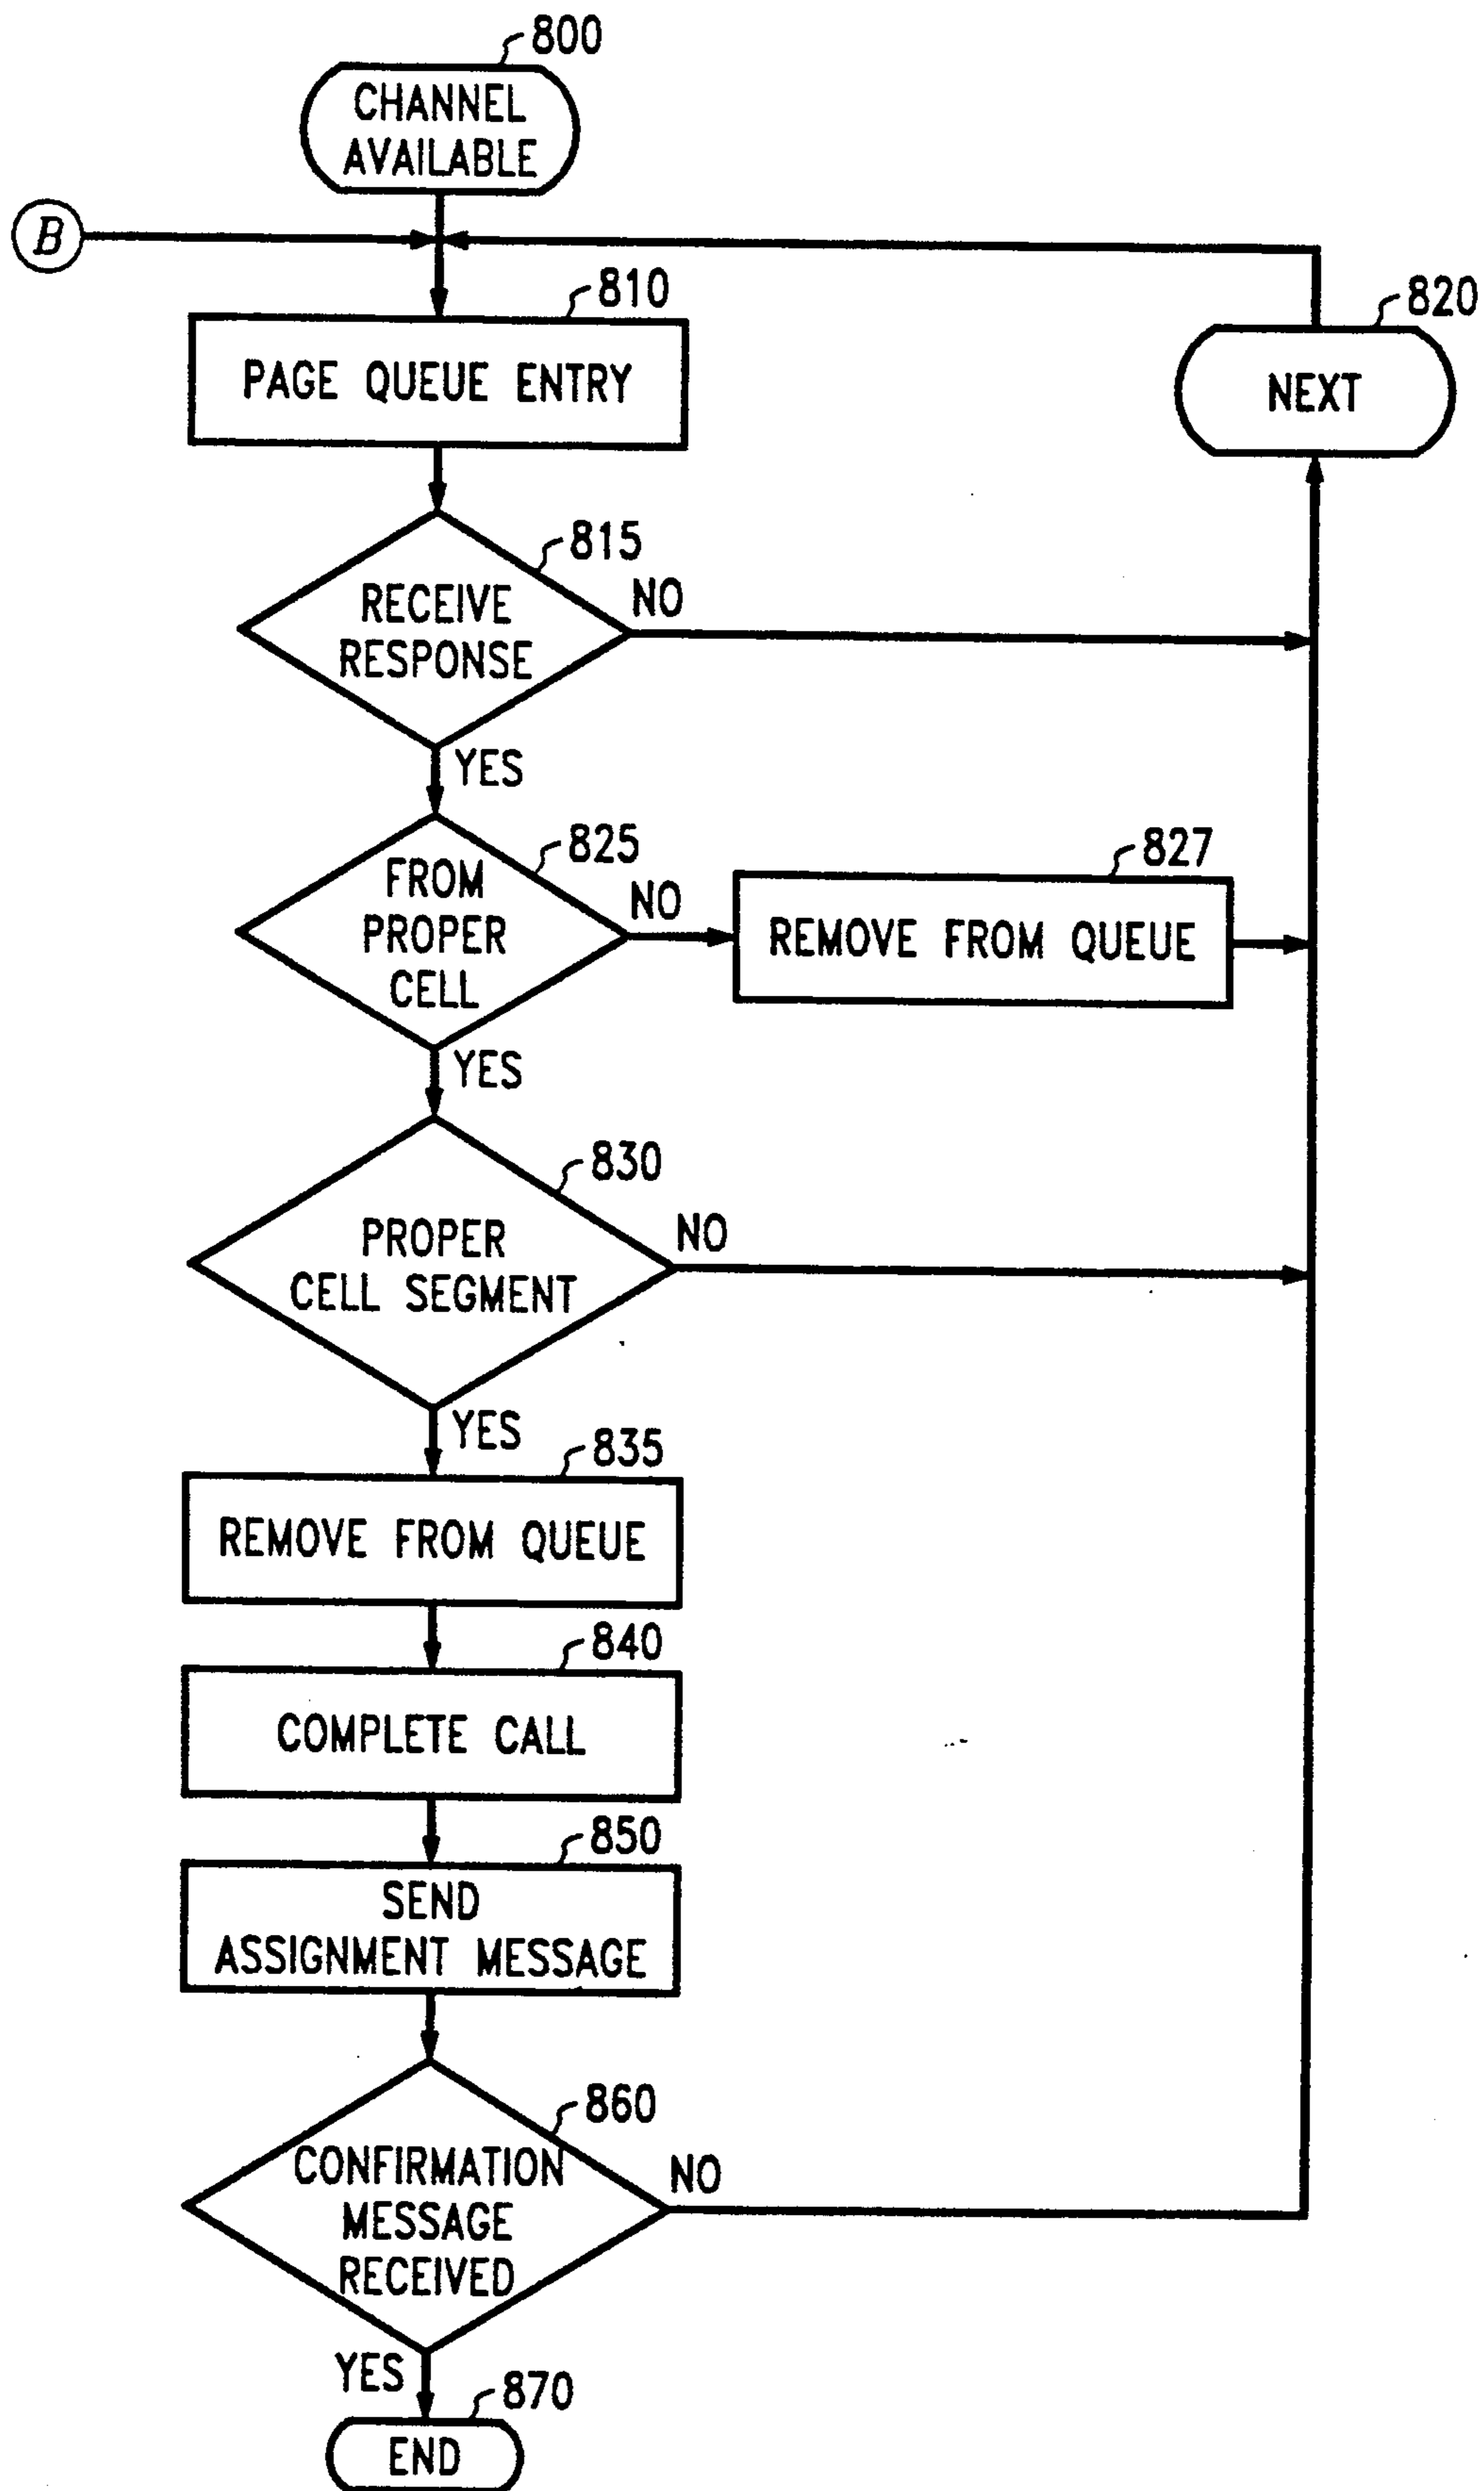 800
CHANNEL
AVAILABLE
B
810
PAGE QUEUE ENTRY
820
NEXT
815
RECEIVE
RESPONSE
NO
YES
825
FROM
PROPER
CELL
NO
827
REMOVE FROM QUEUE
YES
830
PROPER
CELL SEGMENT
NO
YES
835
REMOVE FROM QUEUE
840
COMPLETE CALL
850
SEND
ASSIGNMENT MESSAGE
860
CONFIRMATION
MESSAGE
RECEIVED
NO
YES
870
END